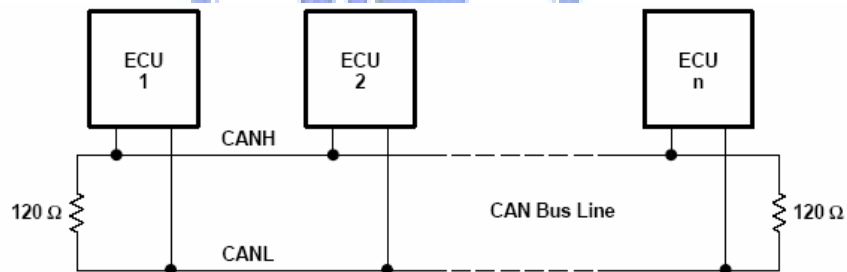 ECU
1
ECU
2
ECU
n
CANH
120 Ω
CAN Bus Line
120 Ω
CANL